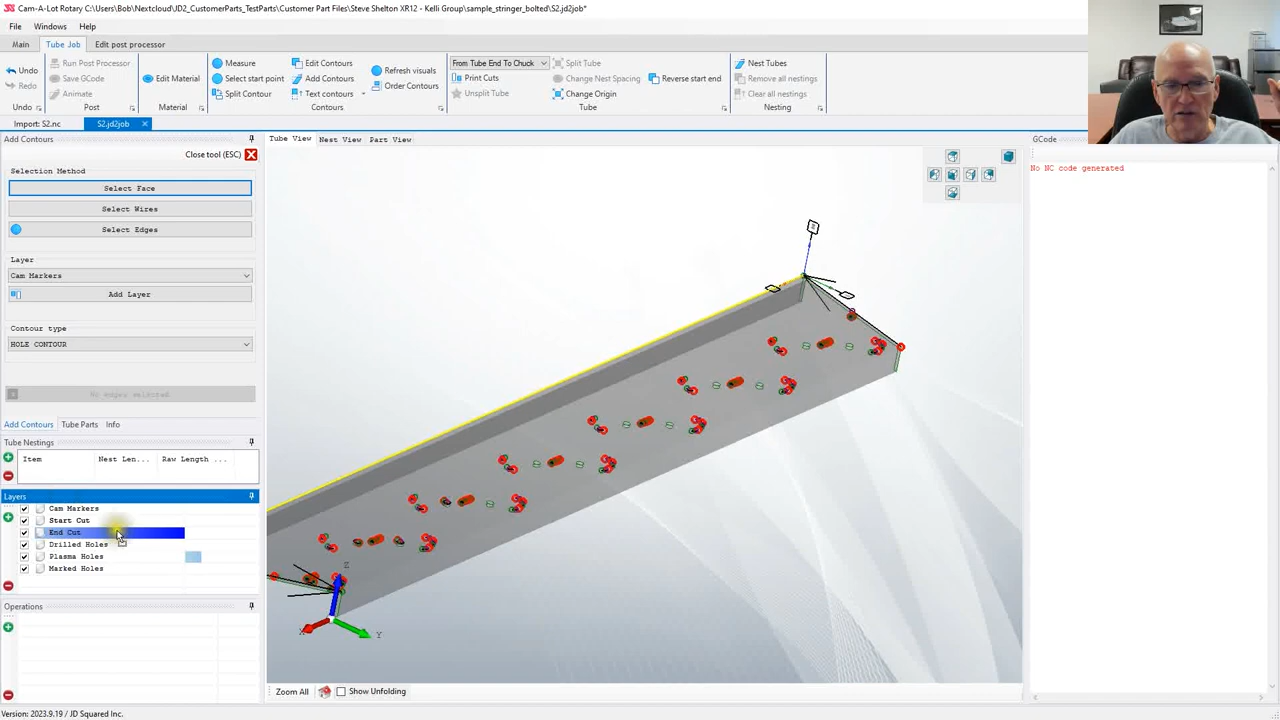 Cam-A-Lot Rotary C:\Users\Bob\Nextcloud\JD2_CustomerParts_TestParts\Customer Part Files\Steve Shelton XR12 - Kelli Group\sample_stringer_bolted\S2.jd2job*
File Windows Help
Main Tube Job Edit post processor
Undo Run Post Processor Edit Material Measure Edit Contours Refresh visuals From Tube End To Chuck Split Tube Reverse start end Nest Tubes
Redo Save GCode Select start point Add Contours Order Contours Print Cuts Change Nest Spacing Remove all nestings
Animate Split Contour Text contours Unsplit Tube Change Origin Clear all nestings
Undo Post Material Contours Tube Nesting
Import: S2.nc S2.jd2job
Add Contours Tube View Nest View Part View GCode
Close tool (ESC)
Selection Method
No NC code generated
Select Face
Select Wires
Select Edges
Layer
Cam Markers
Add Layer
Contour type
HOLE CONTOUR
No edges selected
Add Contours Tube Parts Info
Tube Nestings
Item Nest Len... Raw Length ...
Layers
Cam Markers
Start Cut
End Cut
Drilled Holes
Plasma Holes
Marked Holes
Operations
Z
X
Y
Zoom All Show Unfolding
Version: 2023.9.19 / JD Squared Inc.